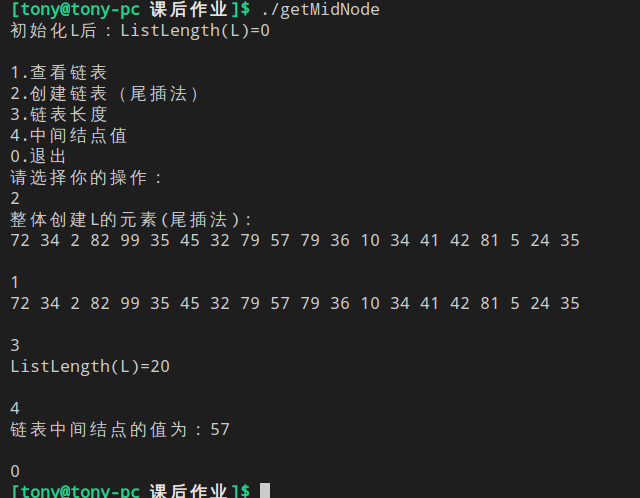 [tony@tony-pc 课后作业]$ ./getMidNode
初始化L后：ListLength(L)=0
1.查看链表
2.创建链表（尾插法）
3.链表长度
4.中间结点值
0.退出
请选择你的操作：
2
整体创建L的元素(尾插法)：
72 34 2 82 99 35 45 32 79 57 79 36 10 34 41 42 81 5 24 35
1
72 34 2 82 99 35 45 32 79 57 79 36 10 34 41 42 81 5 24 35
3
ListLength(L)=20
4
链表中间结点的值为：57
0
[tony@tony-pc 课后作业]$